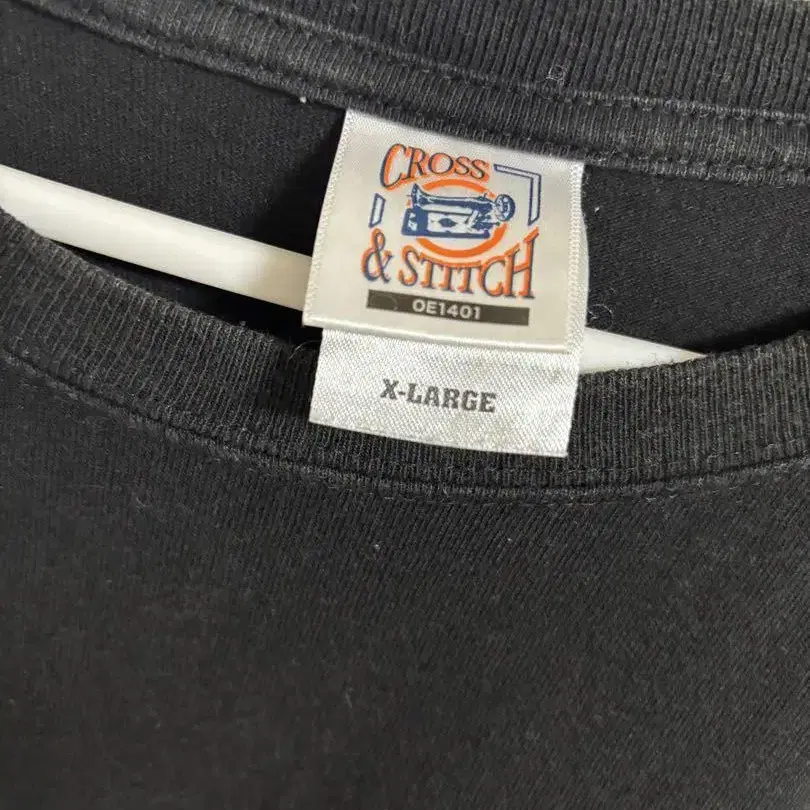 CROSS
& STITCH
OE1401
X-LARGE